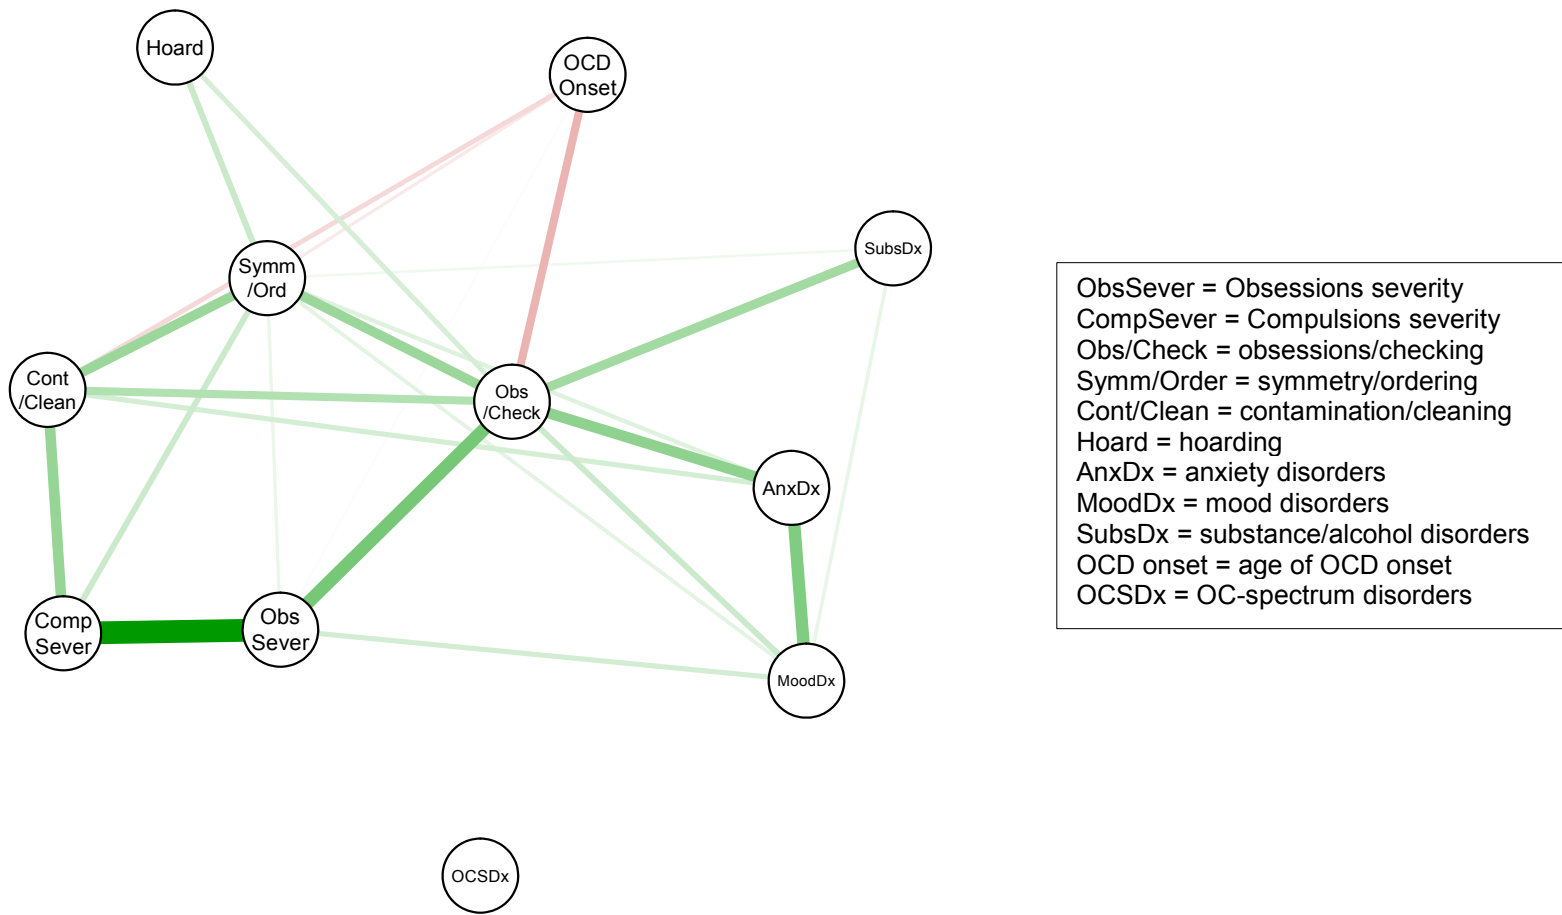 Hoard
OCD
Onset
SubsDx
Symm
/Ord
Cont
/Clean
Obs
/Check
AnxDx
Comp
Sever
Obs
Sever
MoodDx
OCSDx
ObsSever = Obsessions severity
CompSever = Compulsions severity
Obs/Check = obsessions/checking
Symm/Order = symmetry/ordering
Cont/Clean = contamination/cleaning
Hoard = hoarding
AnxDx = anxiety disorders
MoodDx = mood disorders
SubsDx = substance/alcohol disorders
OCD onset = age of OCD onset
OCSDx = OC-spectrum disorders